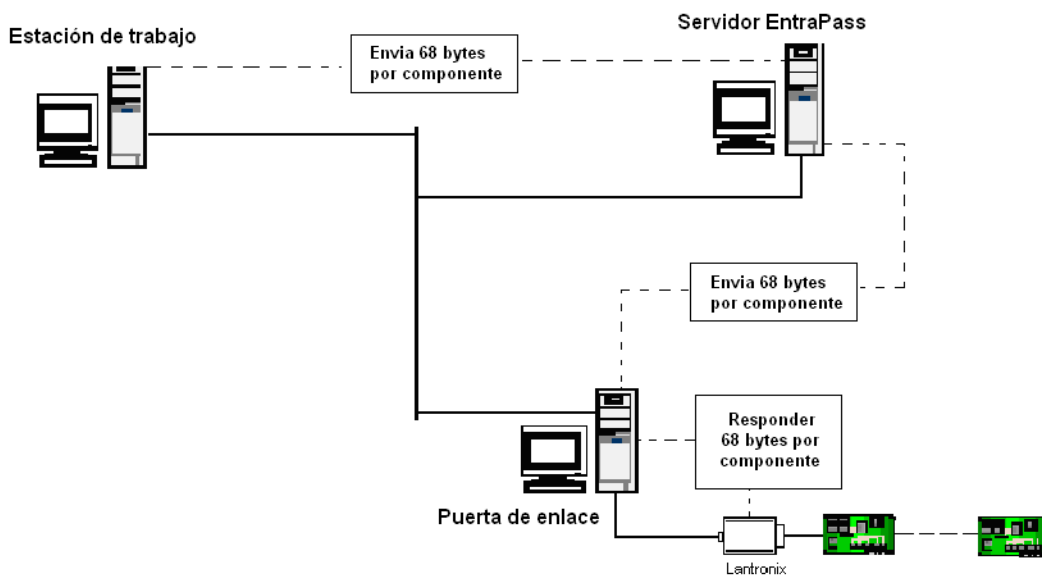 Servidor EntraPass
Estación de trabajo
Envia 68 bytes
por componente
Envia 68 bytes
por componente
Responder
68 bytes por
componente
Puerta de enlace
Lantronix